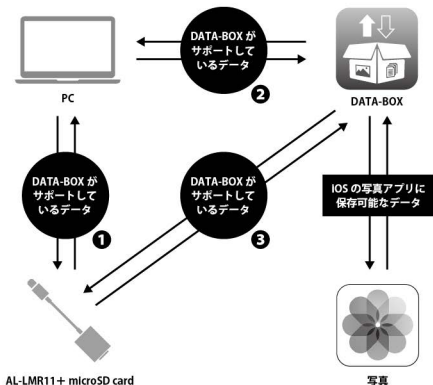 DATA-BOX が
サポートして
いるデータ
❷
PC
DATA-BOX
DATA-BOX が
サポートして
いるデータ
❶
DATA-BOX が
サポートして
いるデータ
❸
iOS の写真アプリに
保存可能なデータ
AL-LMR11＋ microSD card
写真